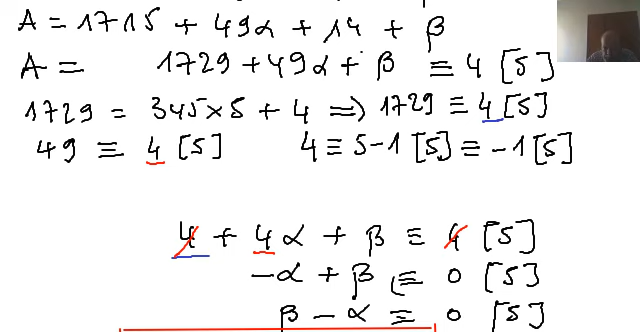 A = 1715 + 49α + 14 + β
A = 1729 + 49α + β ≡ 4 [5]
1729 = 345×5 + 4 ⇒ 1729 ≡ 4 [5]
49 ≡ 4 [5] 4 ≡ 5 - 1 [5] ≡ -1 [5]
4 + 4α + β ≡ 4 [5]
-α + β ≡ 0 [5]
β - α ≡ 0 [5]